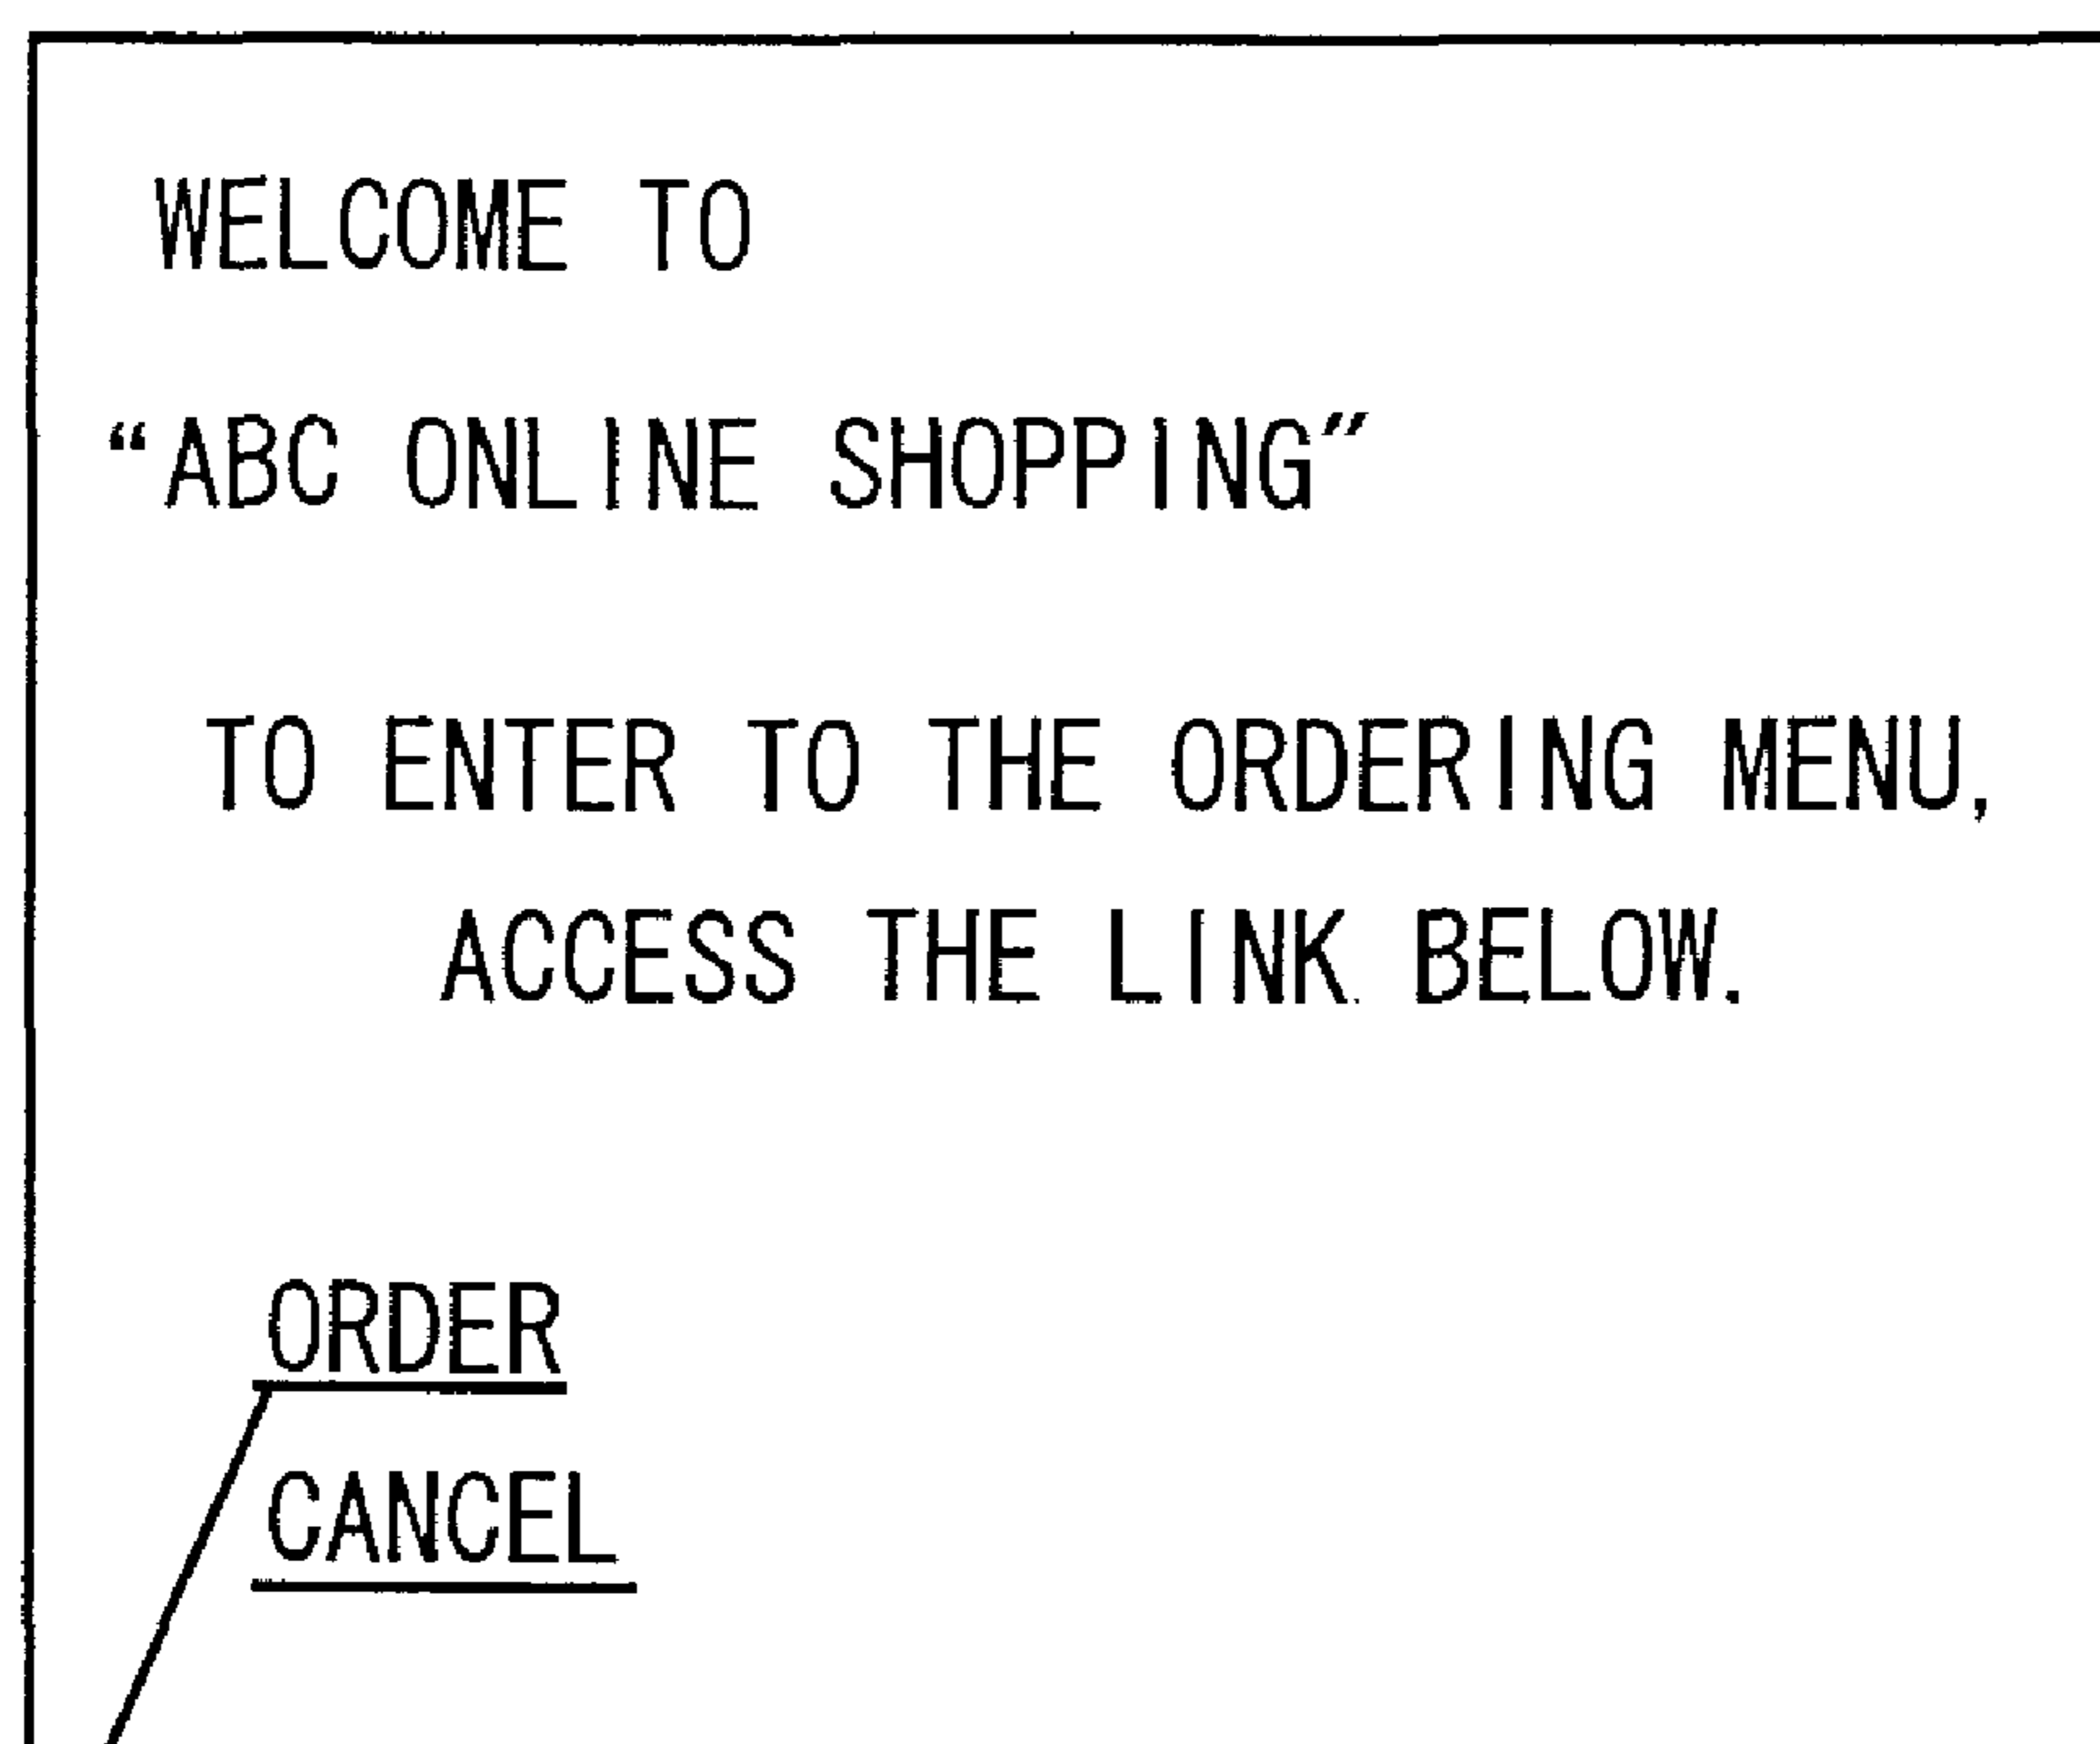 WELCOME TO
“ABC ONLINE SHOPPING”
TO ENTER TO THE ORDERING MENU,
ACCESS THE LINK BELOW.
ORDER
CANCEL